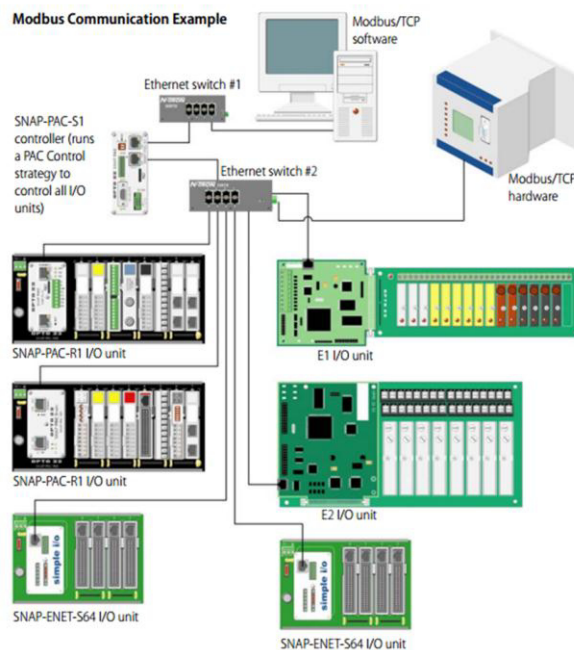 Modbus Communication Example
Modbus/TCP
software
Ethernet switch #1
SNAP-PAC-S1
controller (runs
a PAC Control
strategy to
control all I/O
units)
Ethernet switch #2
Modbus/TCP
hardware
SNAP-PAC-R1 I/O unit
E1 I/O unit
SNAP-PAC-R1 I/O unit
E2 I/O unit
simple i/o
SNAP-ENET-S64 I/O unit
simple i/o
SNAP-ENET-S64 I/O unit